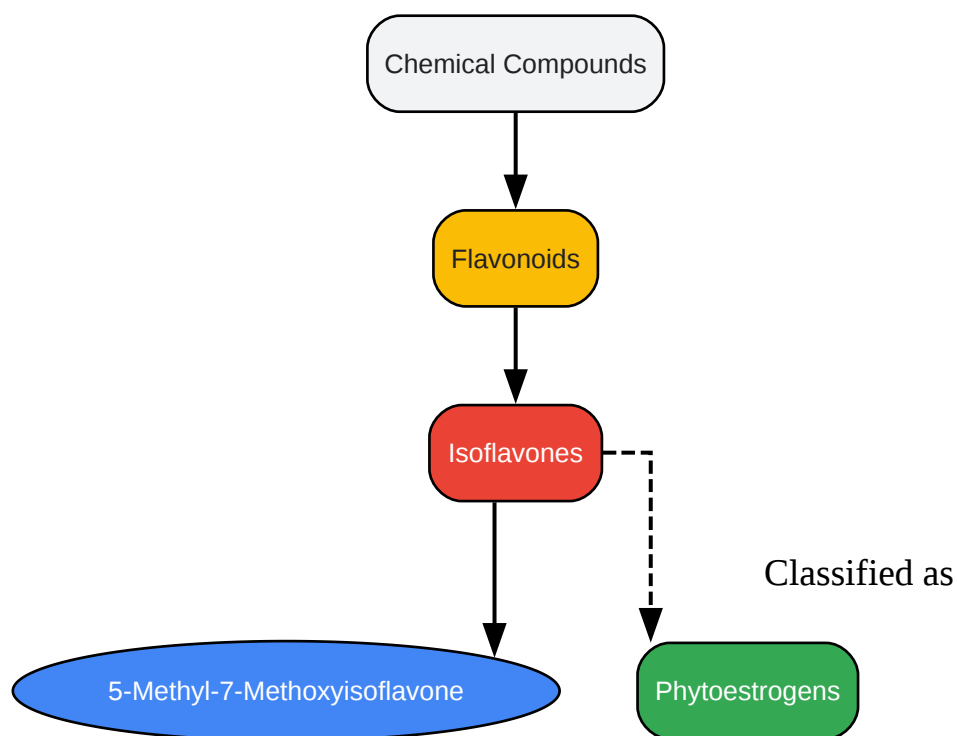 Chemical Compounds
Flavonoids
Isoflavones
Classified as
5-Methyl-7-Methoxyisoflavone
Phytoestrogens